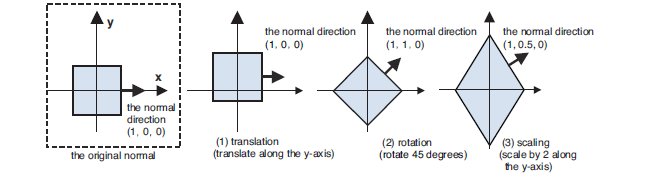 y
x
the normal
direction
(1, 0, 0)
the original normal
the normal direction
(1, 0, 0)
(1) translation
(translate along the y-axis)
the normal direction
(1, 1, 0)
(2) rotation
(rotate 45 degrees)
the normal direction
(1, 0.5, 0)
(3) scaling
(scale by 2 along
the y-axis)